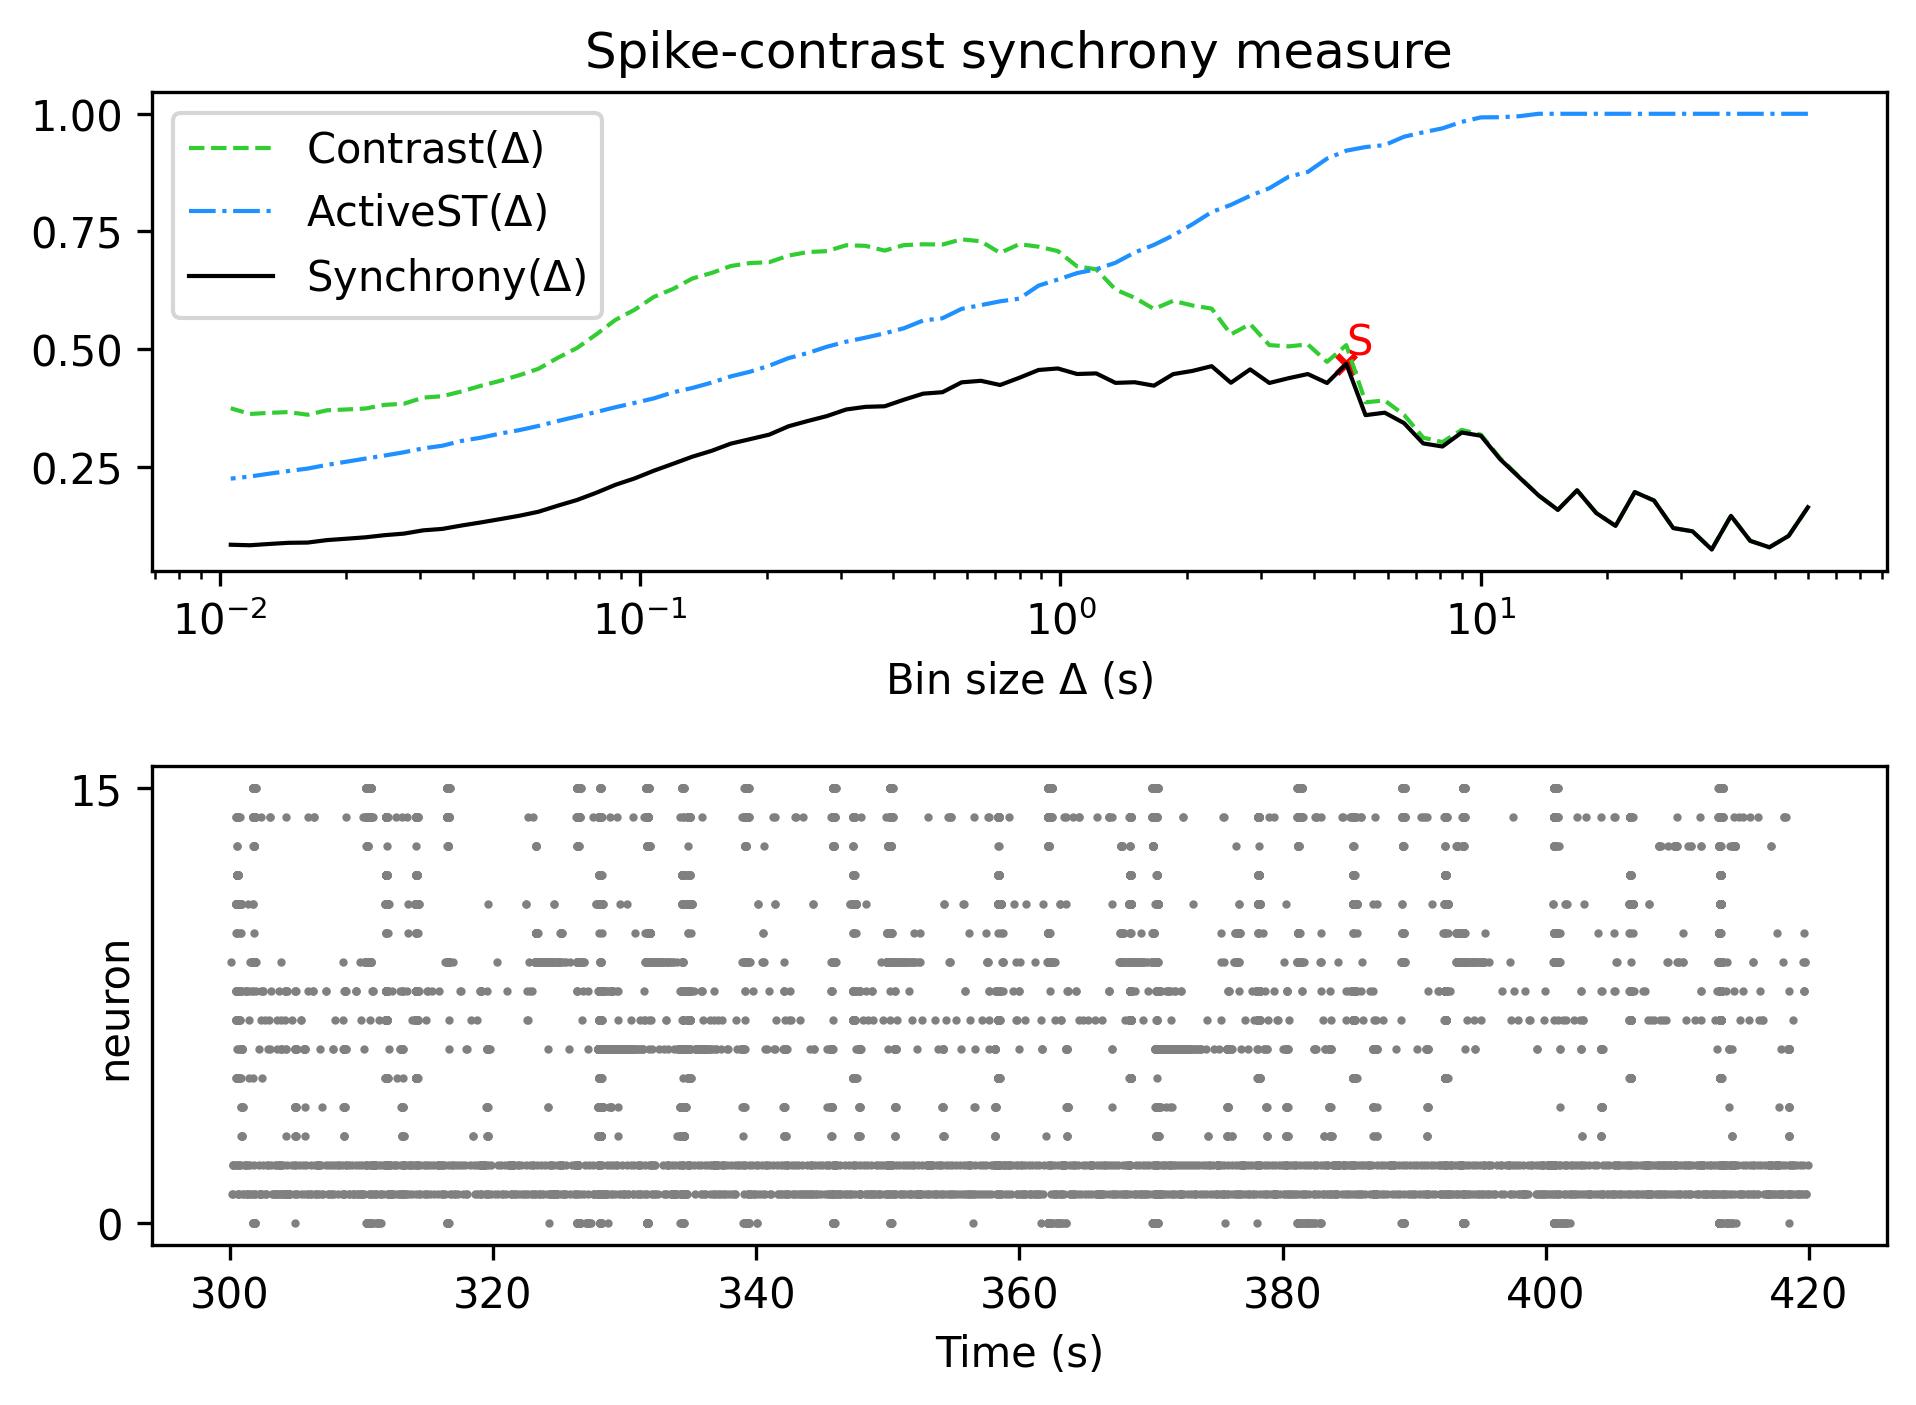 Spike-contrast synchrony measure
1.00
0.75
0.50
0.25
Contrast(Δ)
ActiveST(Δ)
Synchrony(Δ)
S
10⁻² 10⁻¹ 10⁰ 10¹
Bin size Δ (s)
15
0
neuron
300 320 340 360 380 400 420
Time (s)